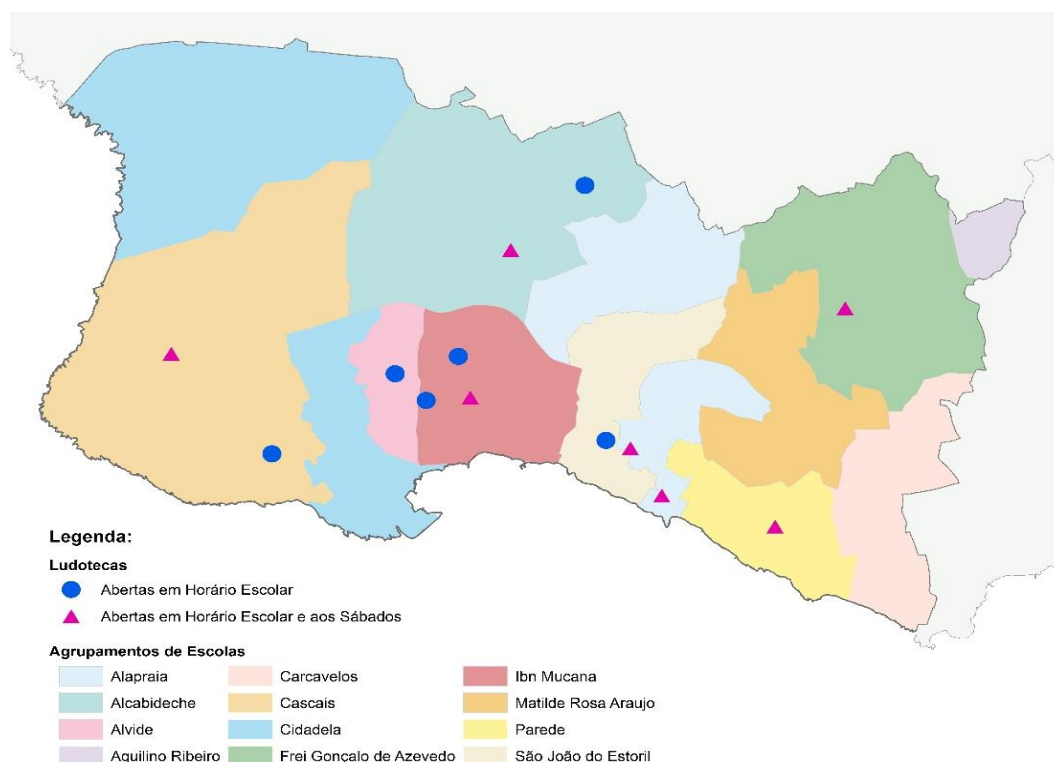 Legenda:
Ludotecas
Abertas em Horário Escolar
Abertas em Horário Escolar e aos Sábados
Agrupamentos de Escolas
Alapraia
Carcavelos
Ibn Mucana
Alcabideche
Cascais
Matilde Rosa Araujo
Alvide
Cidadela
Parede
Aquilino Ribeiro
Frei Gonçalo de Azevedo
São João do Estoril